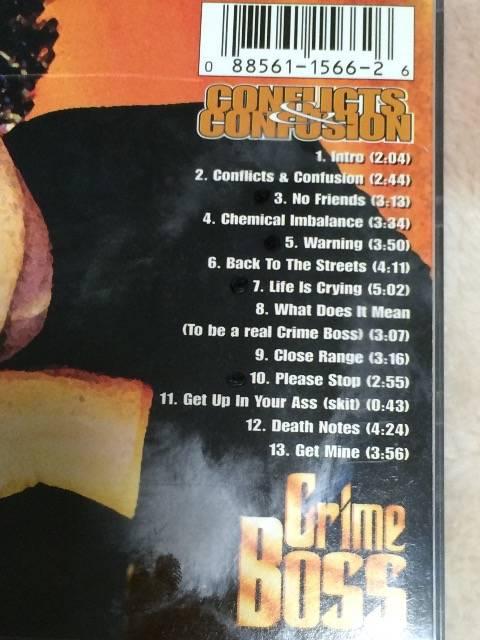 0 88561-1566-2 6
CONFLICTS
&
CONFUSION
1. Intro (2:04)
2. Conflicts & Confusion (2:44)
3. No Friends (3:13)
4. Chemical Imbalance (3:34)
5. Warning (3:50)
6. Back To The Streets (4:11)
7. Life Is Crying (5:02)
8. What Does It Mean
(To be a real Crime Boss) (3:07)
9. Close Range (3:16)
10. Please Stop (2:55)
11. Get Up In Your Ass (skit) (0:43)
12. Death Notes (4:24)
13. Get Mine (3:56)
Crime
Boss